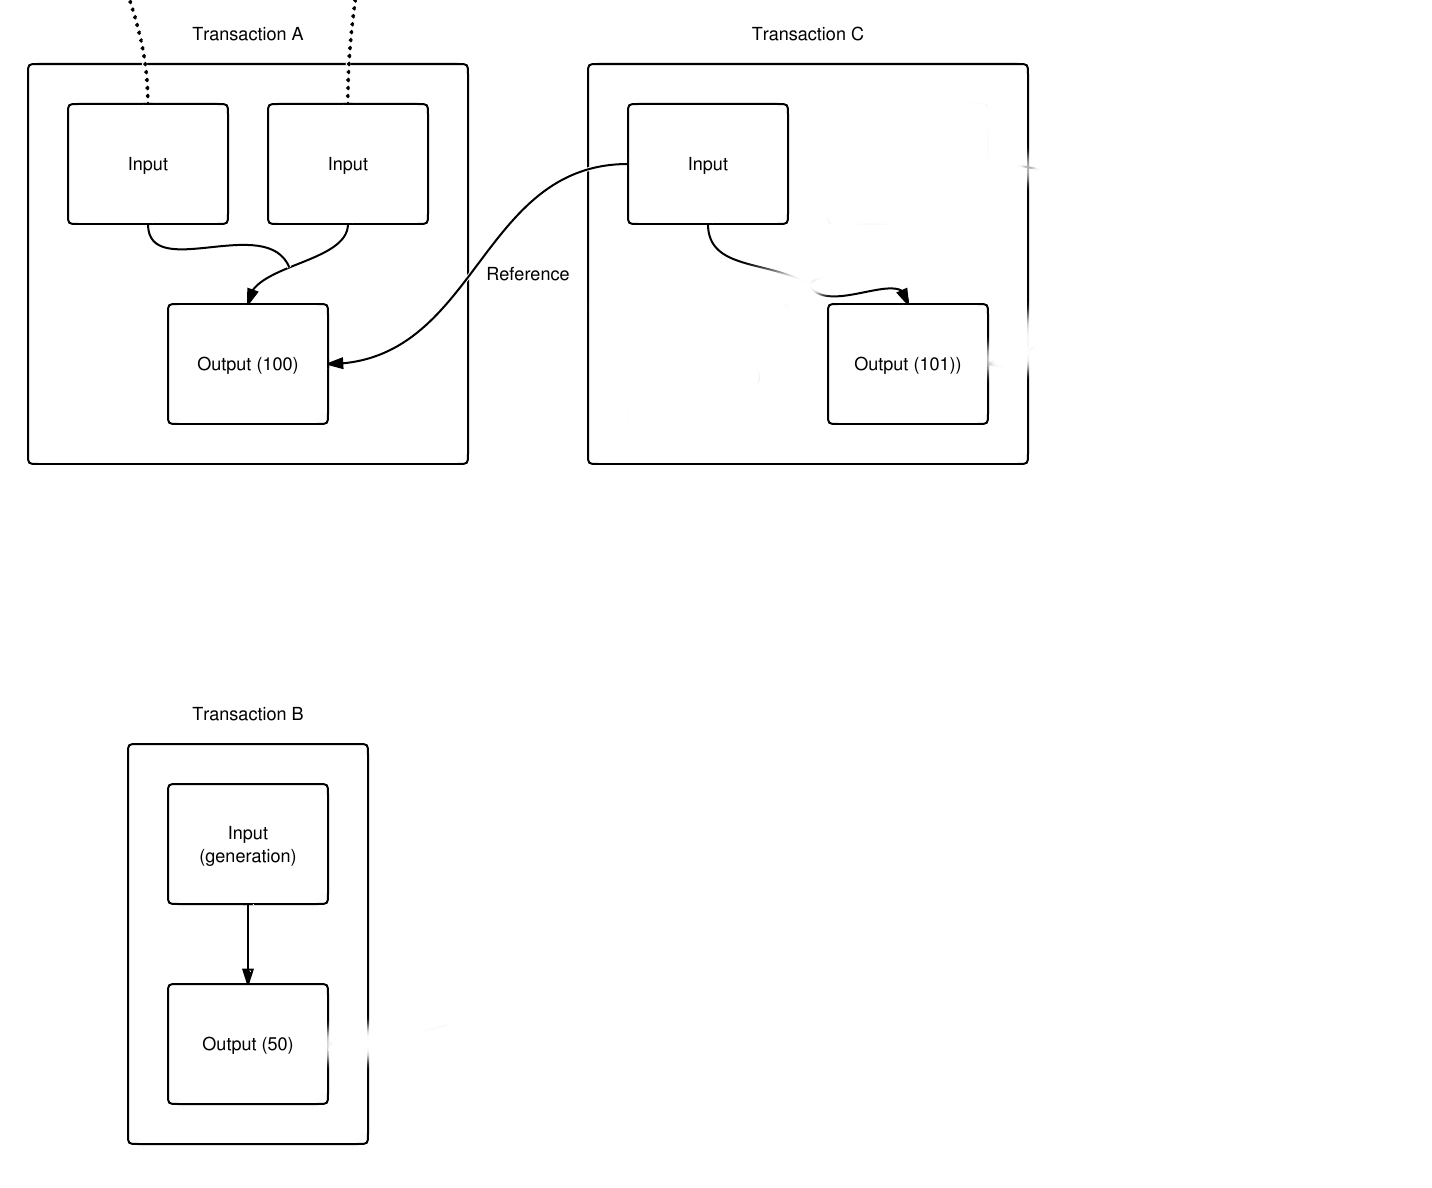 Transaction A
Transaction C
Input
Input
Input
Reference
Output (100)
Output (101))
Transaction B
Input
(generation)
Output (50)